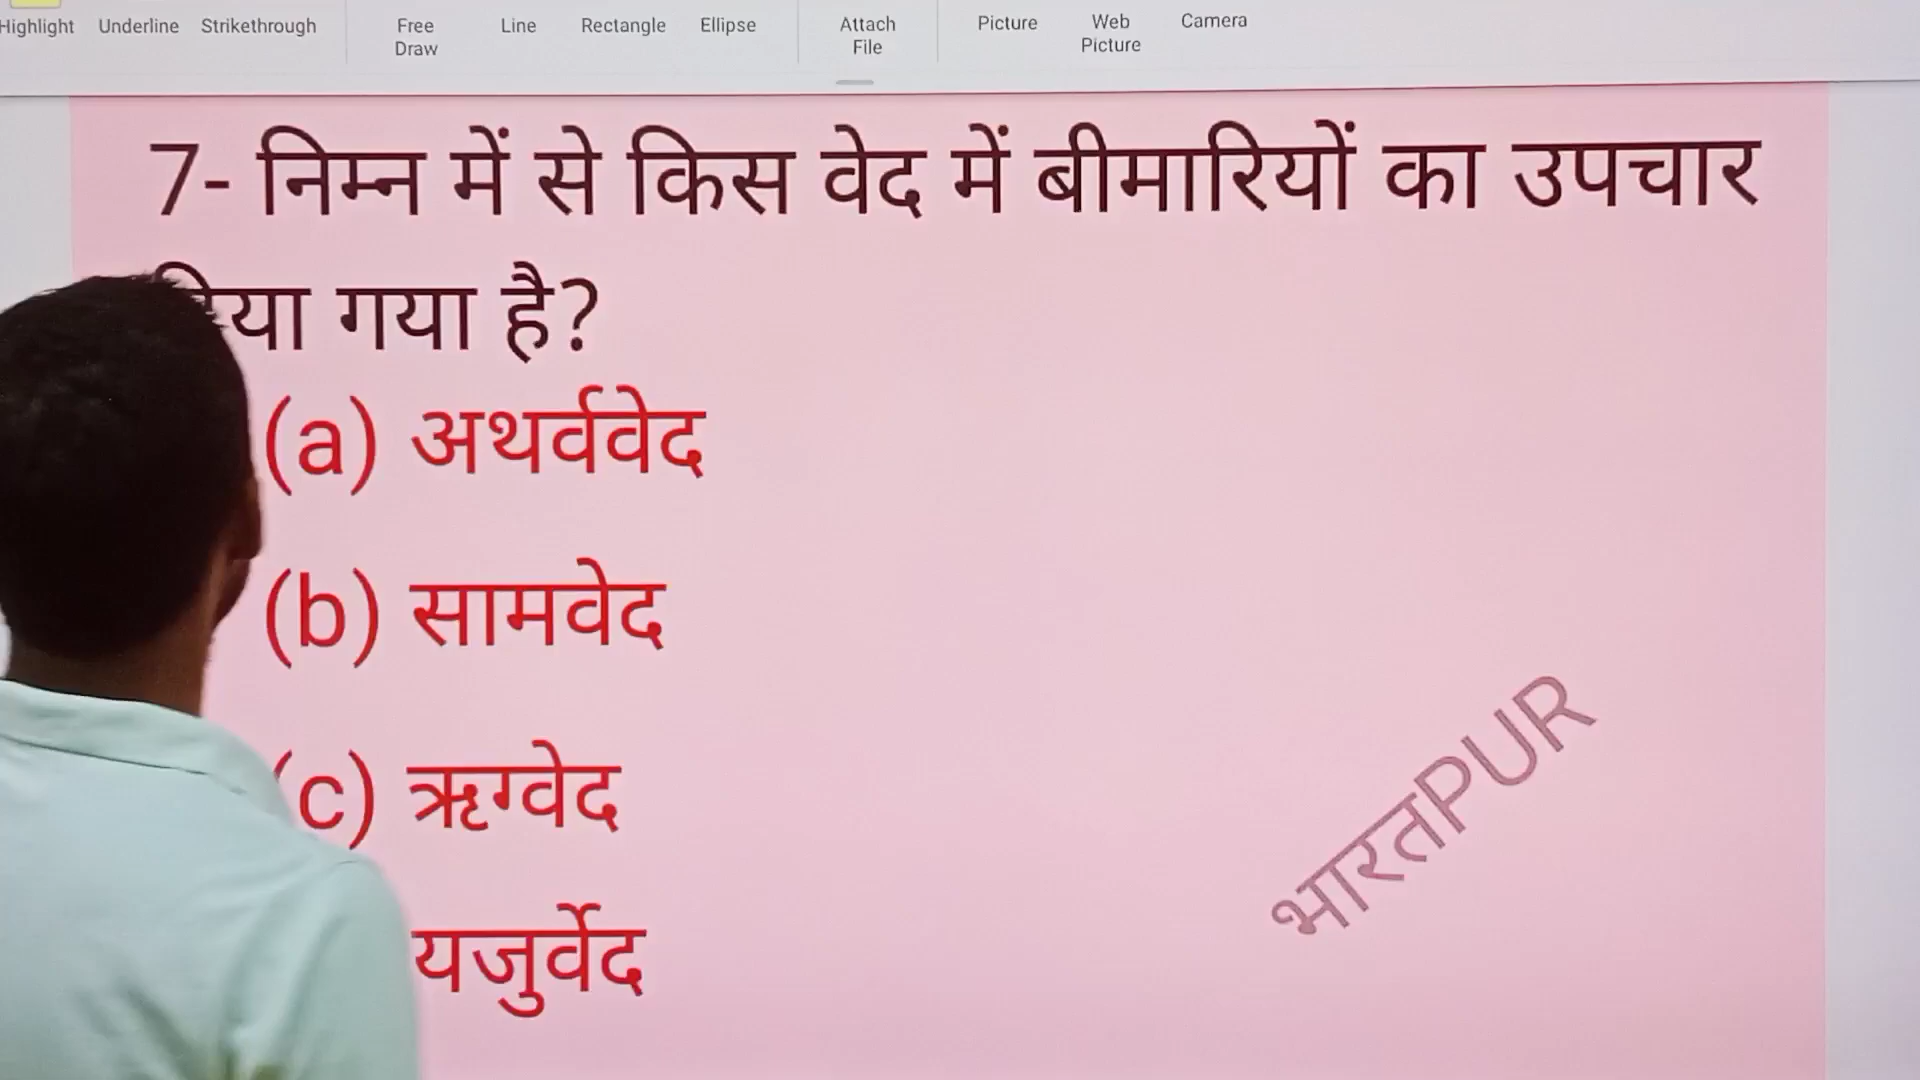 Highlight Underline Strikethrough Free Draw Line Rectangle Ellipse Attach File Picture Web Picture Camera
7- निम्न में से किस वेद में बीमारियों का उपचार
गया है?
(a) अथर्ववेद
(b) सामवेद
(c) ऋग्वेद
यजुर्वेद
भारतPUR